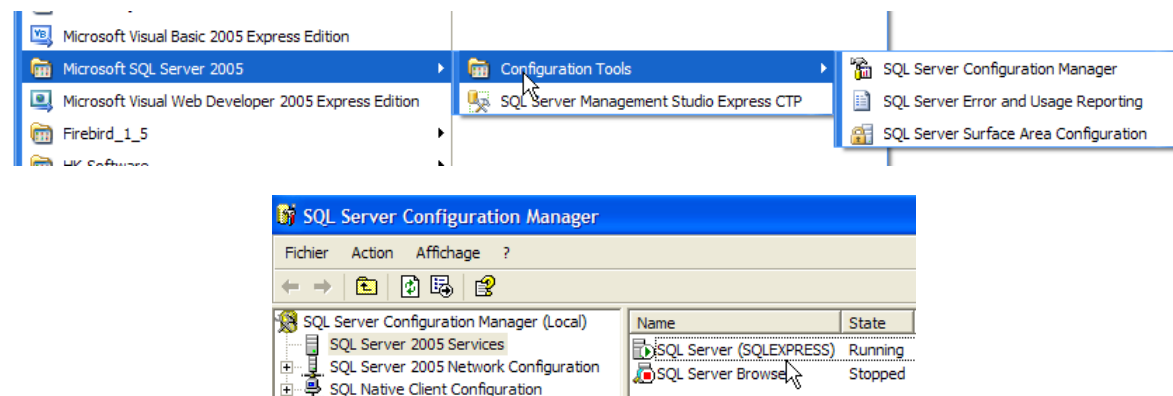 Microsoft Visual Basic 2005 Express Edition
Microsoft SQL Server 2005 Configuration Tools SQL Server Configuration Manager
Microsoft Visual Web Developer 2005 Express Edition SQL Server Management Studio Express CTP SQL Server Error and Usage Reporting
Firebird_1_5 SQL Server Surface Area Configuration
HK Software
SQL Server Configuration Manager
Fichier Action Affichage ?
SQL Server Configuration Manager (Local) Name State
SQL Server 2005 Services SQL Server (SQLEXPRESS) Running
SQL Server 2005 Network Configuration SQL Server Browser Stopped
SQL Native Client Configuration